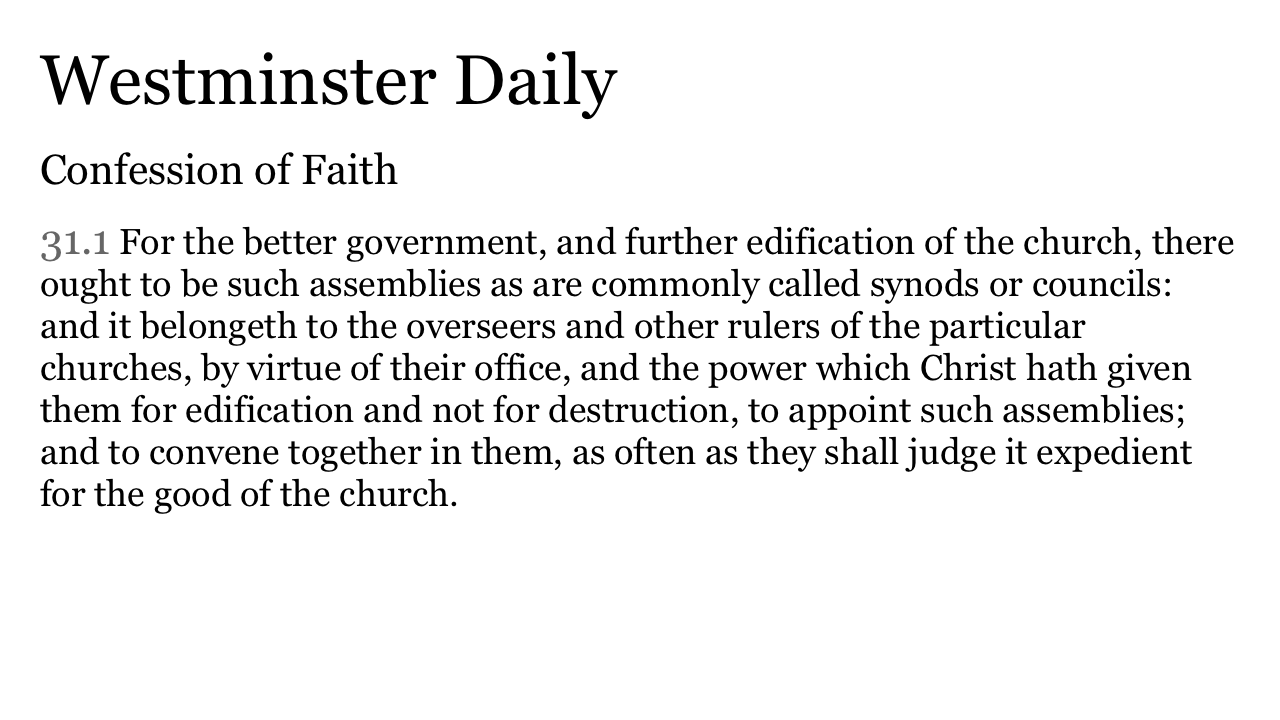 Westminster Daily
Confession of Faith
31.1 For the better government, and further edification of the church, there
ought to be such assemblies as are commonly called synods or councils:
and it belongeth to the overseers and other rulers of the particular
churches, by virtue of their office, and the power which Christ hath given
them for edification and not for destruction, to appoint such assemblies;
and to convene together in them, as often as they shall judge it expedient
for the good of the church.